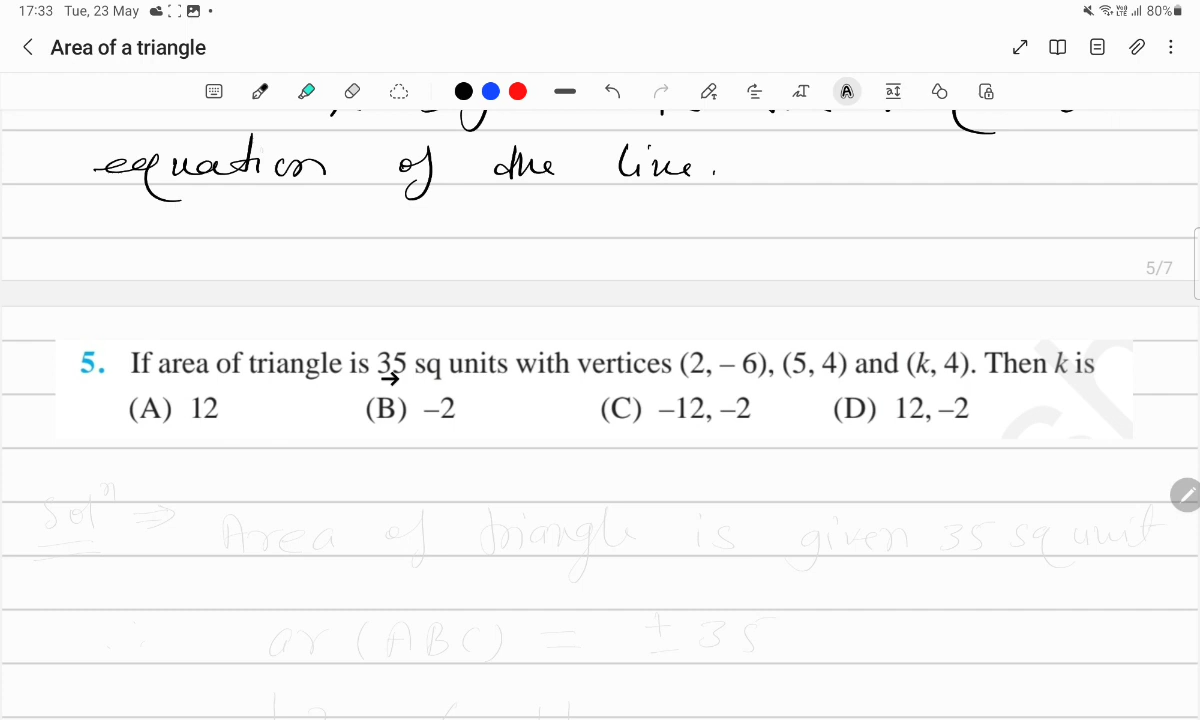 17:33 Tue, 23 May
80%
Area of a triangle
equation of the line.
5/7
5. If area of triangle is 35 sq units with vertices (2, – 6), (5, 4) and (k, 4). Then k is
(A) 12 (B) –2 (C) –12, –2 (D) 12, –2
Solⁿ ⇒ Area of triangle is given 35 sq unit
∴ ar (ABC) = ± 35